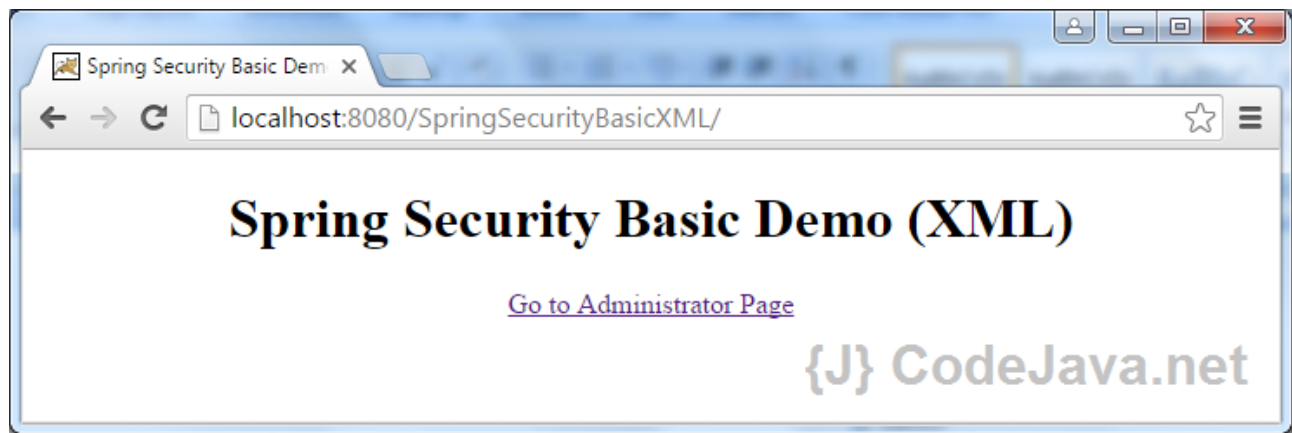 Spring Security Basic Dem
localhost:8080/SpringSecurityBasicXML/
Spring Security Basic Demo (XML)
Go to Administrator Page
{J} CodeJava.net